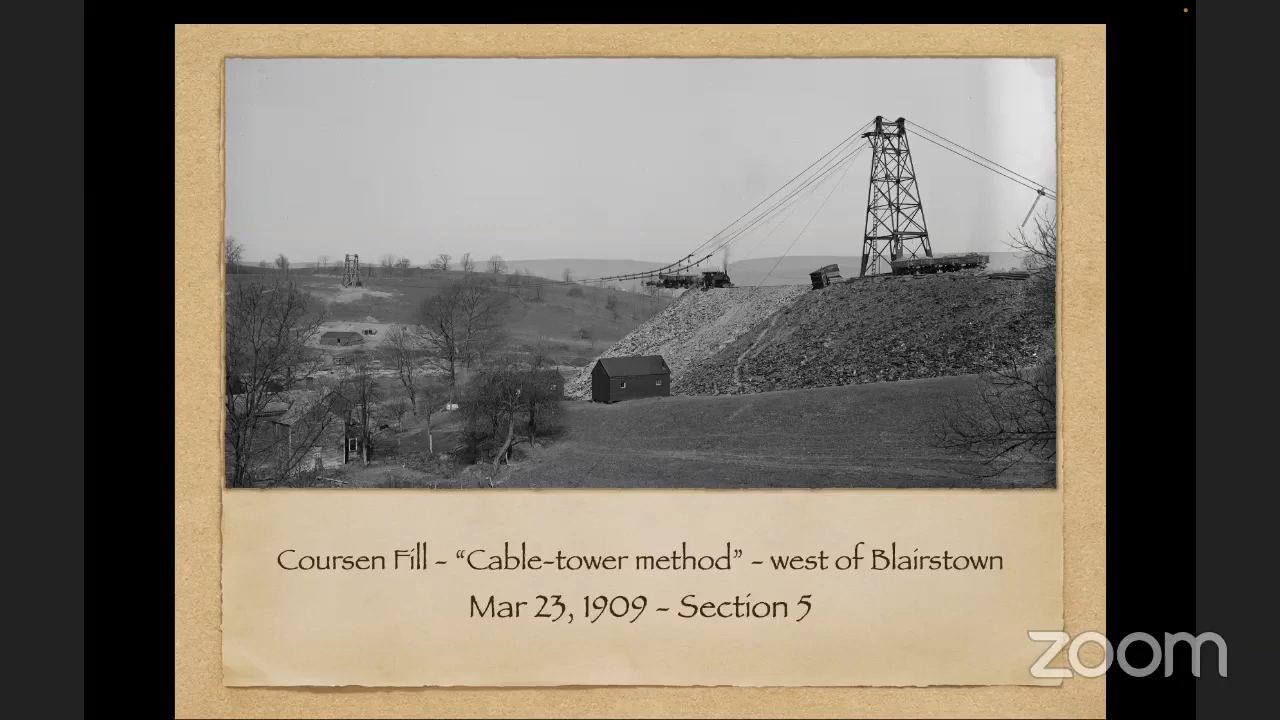 Coursen Fill - “Cable-tower method” - west of Blairstown
Mar 23, 1909 - Section 5
zoom